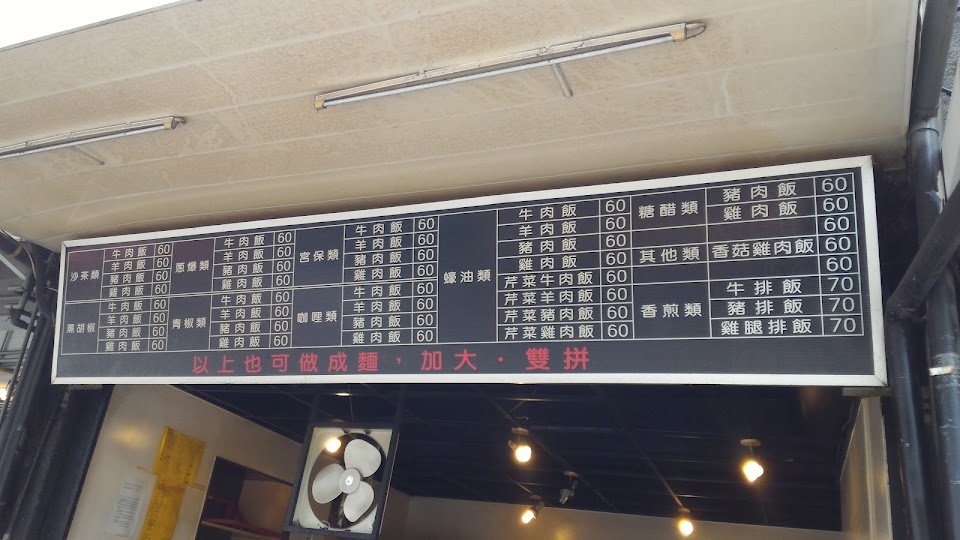 沙茶類
牛肉飯 60
羊肉飯 60
豬肉飯 60
雞肉飯 60
黑胡椒
牛肉飯 60
羊肉飯 60
豬肉飯 60
雞肉飯 60
蔥爆類
牛肉飯 60
羊肉飯 60
豬肉飯 60
雞肉飯 60
青椒類
牛肉飯 60
羊肉飯 60
豬肉飯 60
雞肉飯 60
宮保類
牛肉飯 60
羊肉飯 60
豬肉飯 60
雞肉飯 60
咖哩類
牛肉飯 60
羊肉飯 60
豬肉飯 60
雞肉飯 60
蠔油類
牛肉飯 60
羊肉飯 60
豬肉飯 60
雞肉飯 60
芹菜牛肉飯 60
芹菜羊肉飯 60
芹菜豬肉飯 60
芹菜雞肉飯 60
糖醋類
豬肉飯 60
雞肉飯 60
60
其他類
香菇雞肉飯 60
60
香煎類
牛排飯 70
豬排飯 70
雞腿排飯 70
以上也可做成麵，加大．雙拼